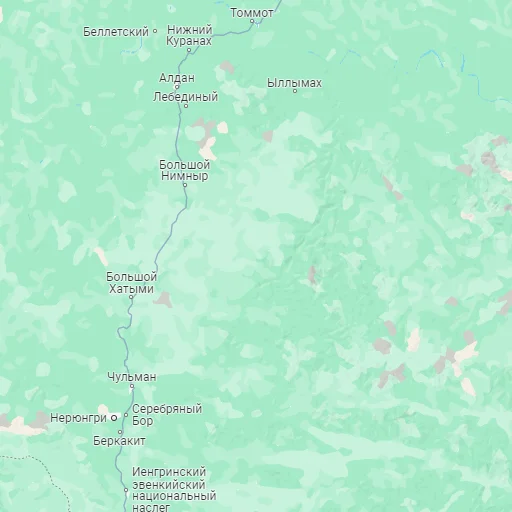 Томмот
Беллетский
Нижний
Куранах
Алдан
Ыллымах
Лебединый
Большой
Нимныр
Большой
Хатыми
Чульман
Серебряный
Бор
Нерюнгри
Беркакит
Иенгринский
эвенкийский
национальный
наслег